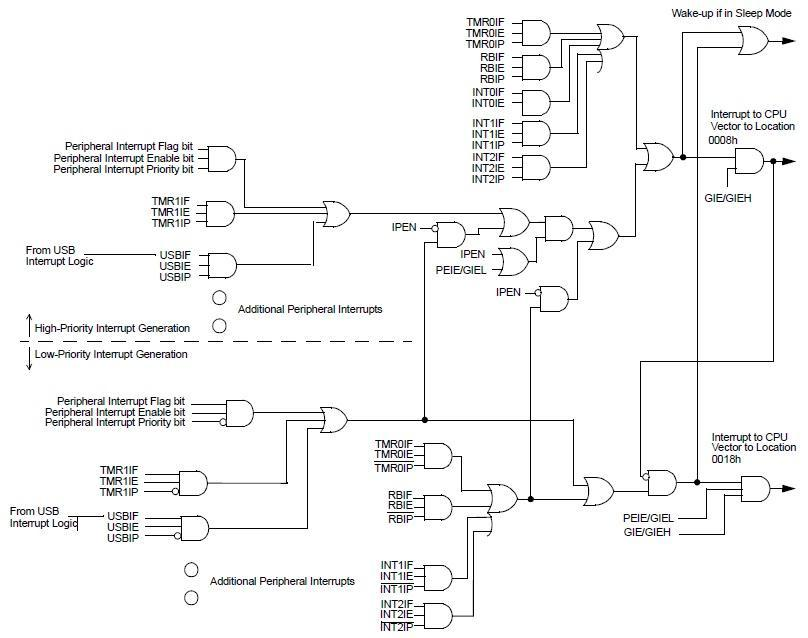 Wake-up if in Sleep Mode
TMR0IF
TMR0IE
TMR0IP
RBIF
RBIE
RBIP
INT0IF
INT0IE
INT1IF
INT1IE
INT1IP
INT2IF
INT2IE
INT2IP
Interrupt to CPU
Vector to Location
0008h
GIE/GIEH
Peripheral Interrupt Flag bit
Peripheral Interrupt Enable bit
Peripheral Interrupt Priority bit
TMR1IF
TMR1IE
TMR1IP
From USB
Interrupt Logic
USBIF
USBIE
USBIP
Additional Peripheral Interrupts
IPEN
IPEN
PEIE/GIEL
IPEN
High-Priority Interrupt Generation
Low-Priority Interrupt Generation
Peripheral Interrupt Flag bit
Peripheral Interrupt Enable bit
Peripheral Interrupt Priority bit
TMR1IF
TMR1IE
TMR1IP
From USB
Interrupt Logic
USBIF
USBIE
USBIP
Additional Peripheral Interrupts
TMR0IF
TMR0IE
TMR0IP
RBIF
RBIE
RBIP
INT1IF
INT1IE
INT1IP
INT2IF
INT2IE
INT2IP
Interrupt to CPU
Vector to Location
0018h
PEIE/GIEL
GIE/GIEH